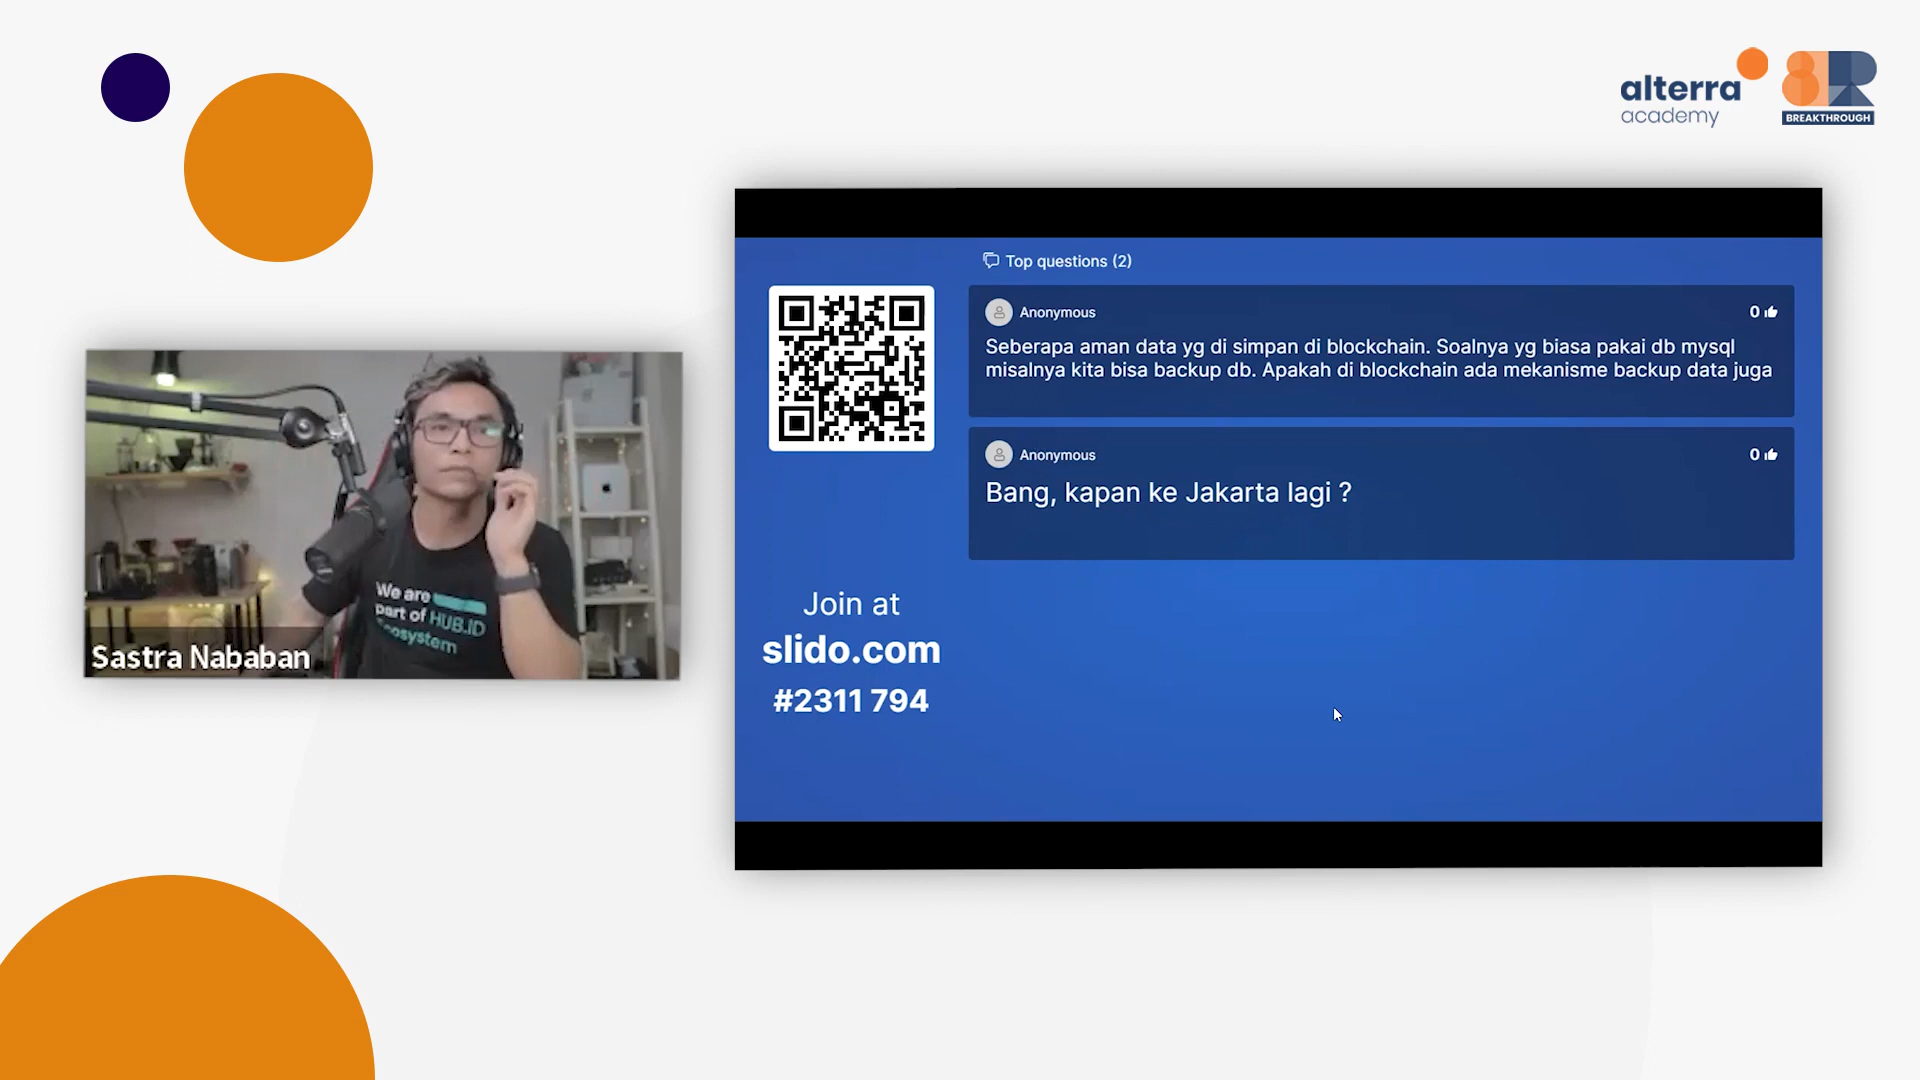 alterra
academy
BREAKTHROUGH
Top questions (2)
Anonymous
0
Seberapa aman data yg di simpan di blockchain. Soalnya yg biasa pakai db mysql
misalnya kita bisa backup db. Apakah di blockchain ada mekanisme backup data juga
Anonymous
0
Bang, kapan ke Jakarta lagi ?
Join at
slido.com
#2311 794
We are
part of HUB.ID
Ecosystem
Sastra Nababan